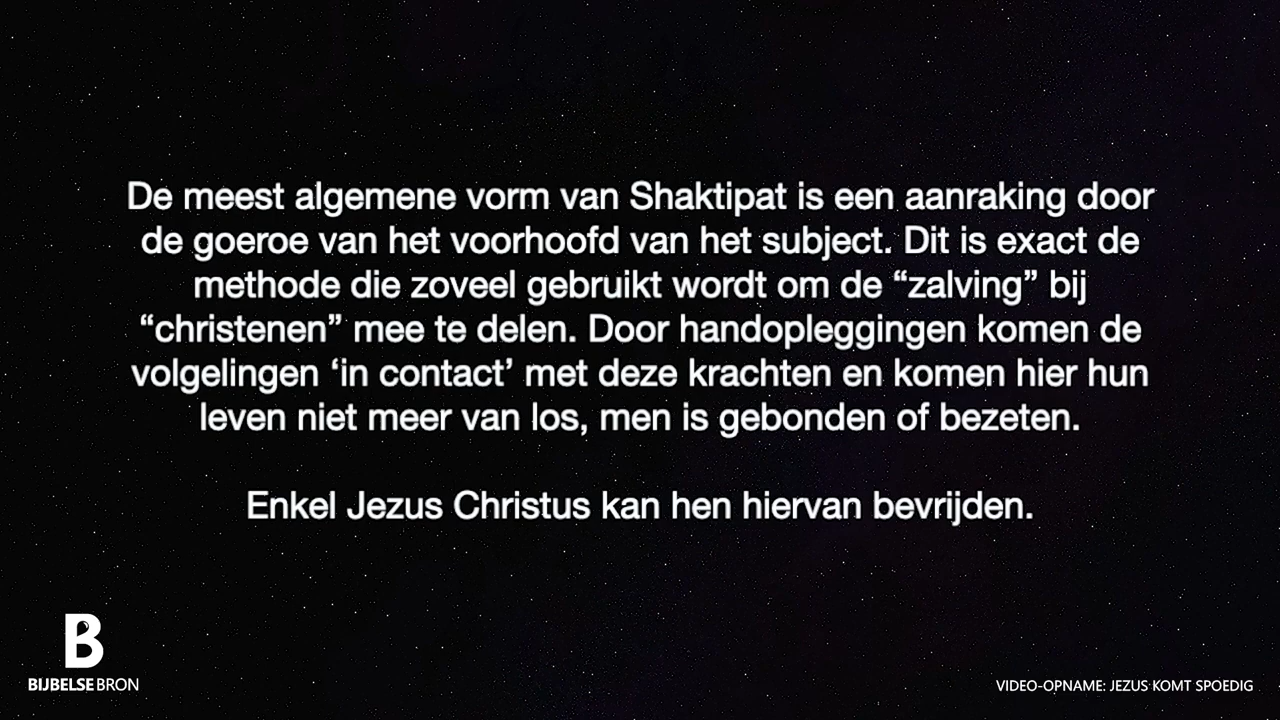 De meest algemene vorm van Shaktipat is een aanraking door
de goeroe van het voorhoofd van het subject. Dit is exact de
methode die zoveel gebruikt wordt om de “zalving” bij
“christenen” mee te delen. Door handopleggingen komen de
volgelingen ‘in contact’ met deze krachten en komen hier hun
leven niet meer van los, men is gebonden of bezeten.
Enkel Jezus Christus kan hen hiervan bevrijden.
B
BIJBELSEBRON
VIDEO-OPNAME: JEZUS KOMT SPOEDIG